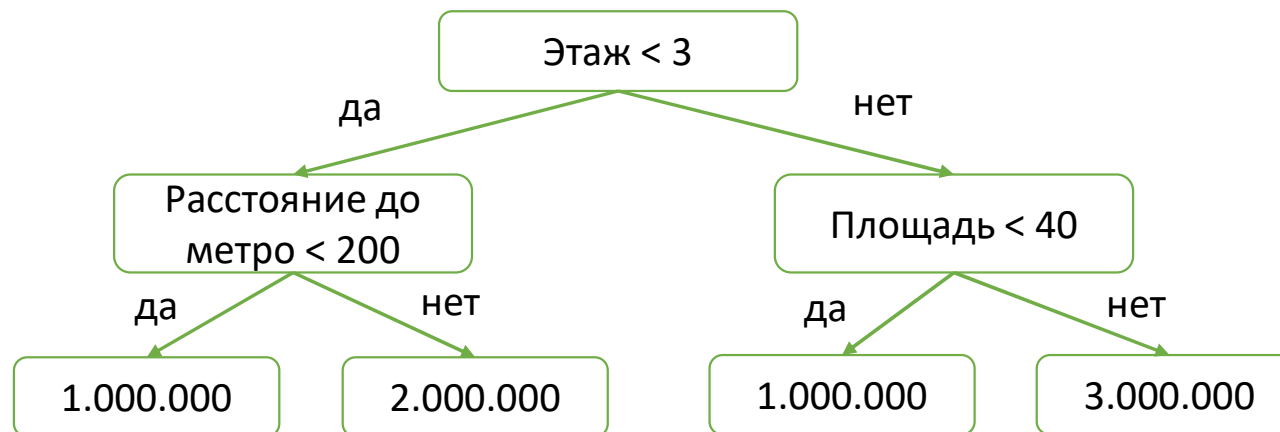 Этаж < 3
да
нет
Расстояние до
метро < 200
Площадь < 40
да
нет
да
нет
1.000.000
2.000.000
1.000.000
3.000.000